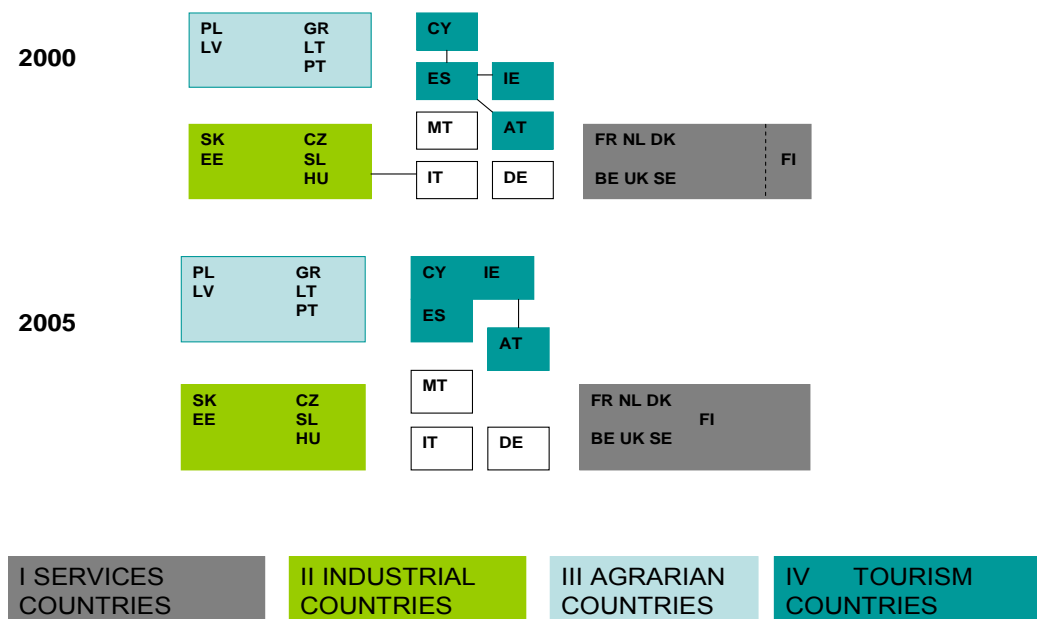 2000
PL GR
LV LT
PT
CY
ES IE
MT AT
IT DE
SK CZ
EE SL
HU
FR NL DK
FI
BE UK SE
2005
PL GR
LV LT
PT
CY IE
ES
AT
MT
IT DE
SK CZ
EE SL
HU
FR NL DK
FI
BE UK SE
I SERVICES
COUNTRIES
II INDUSTRIAL
COUNTRIES
III AGRARIAN
COUNTRIES
IV TOURISM
COUNTRIES